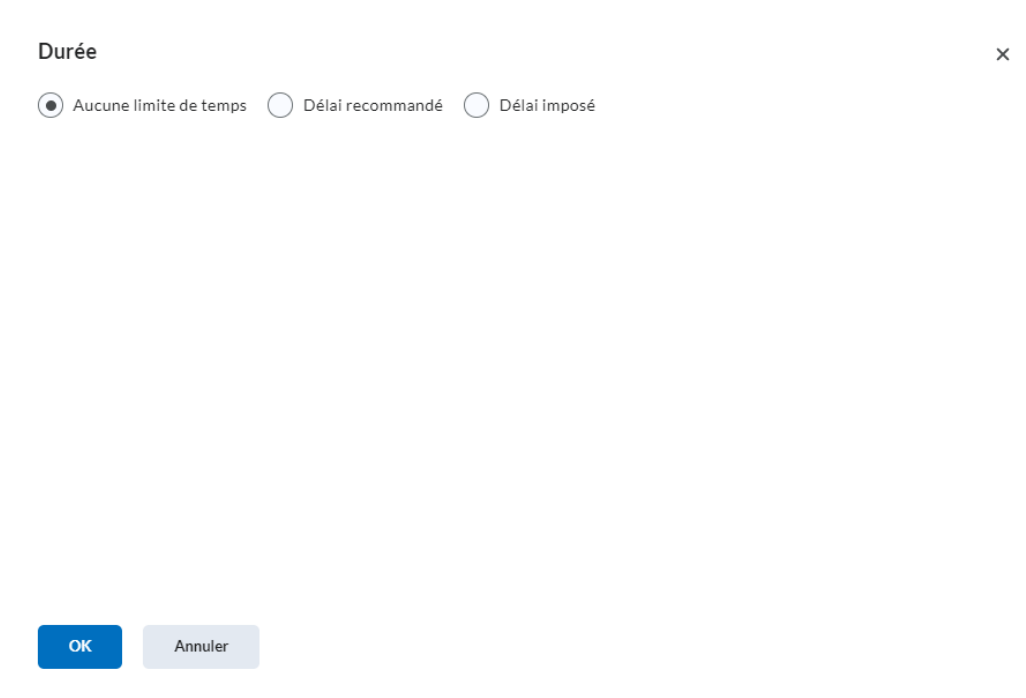 Durée
Aucune limite de temps Délai recommandé Délai imposé
OK Annuler